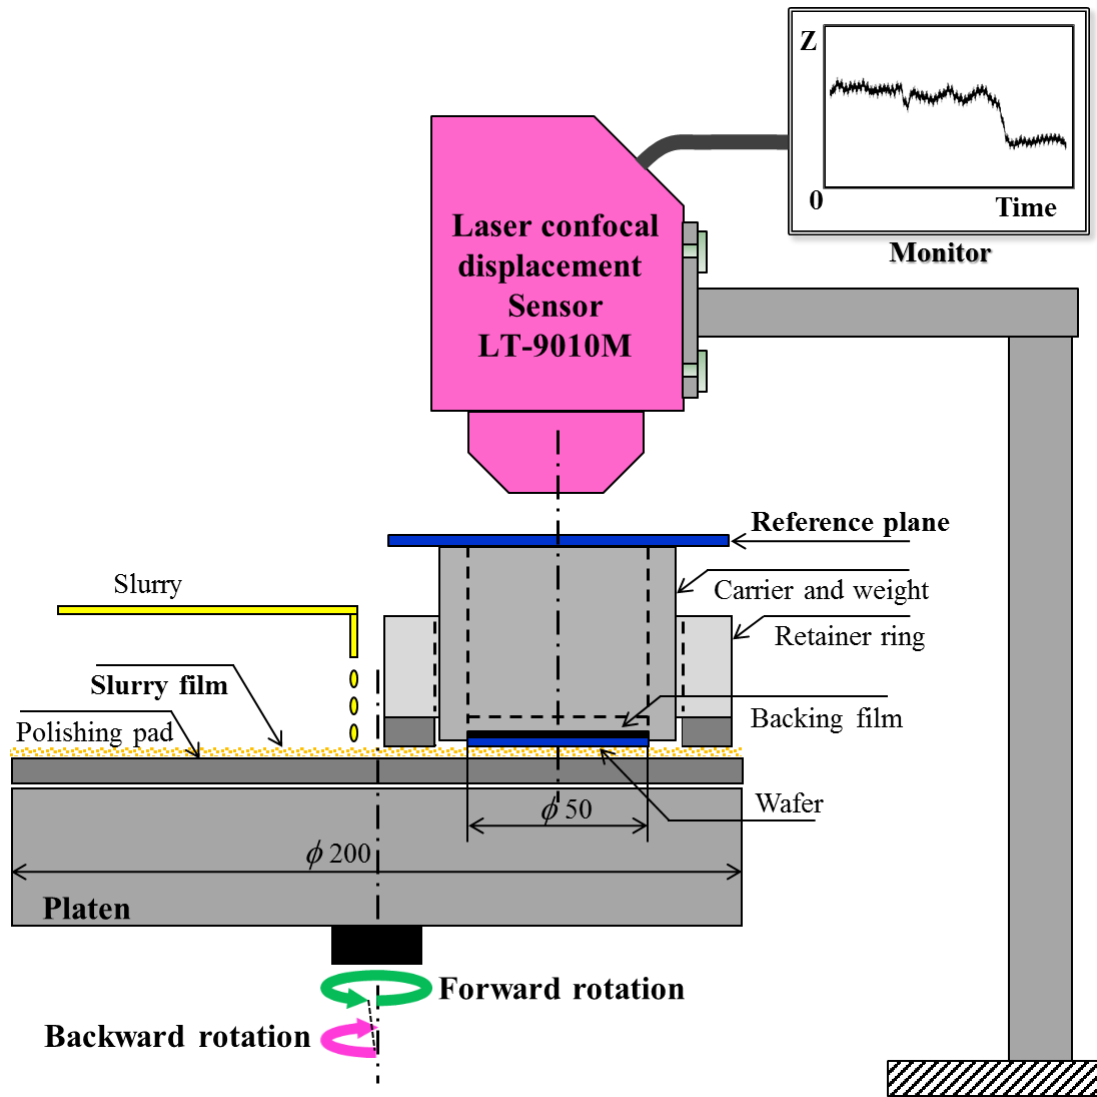 Z
0
Time
Monitor
Laser confocal
displacement
Sensor
LT-9010M
Reference plane
Carrier and weight
Retainer ring
Backing film
Wafer
Slurry
Slurry film
Polishing pad
ϕ 50
ϕ 200
Platen
Forward rotation
Backward rotation